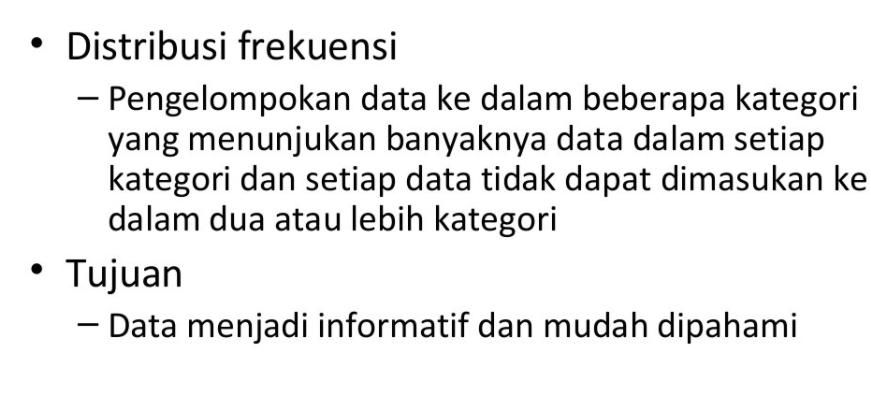 • Distribusi frekuensi
– Pengelompokan data ke dalam beberapa kategori
yang menunjukan banyaknya data dalam setiap
kategori dan setiap data tidak dapat dimasukan ke
dalam dua atau lebih kategori
• Tujuan
– Data menjadi informatif dan mudah dipahami